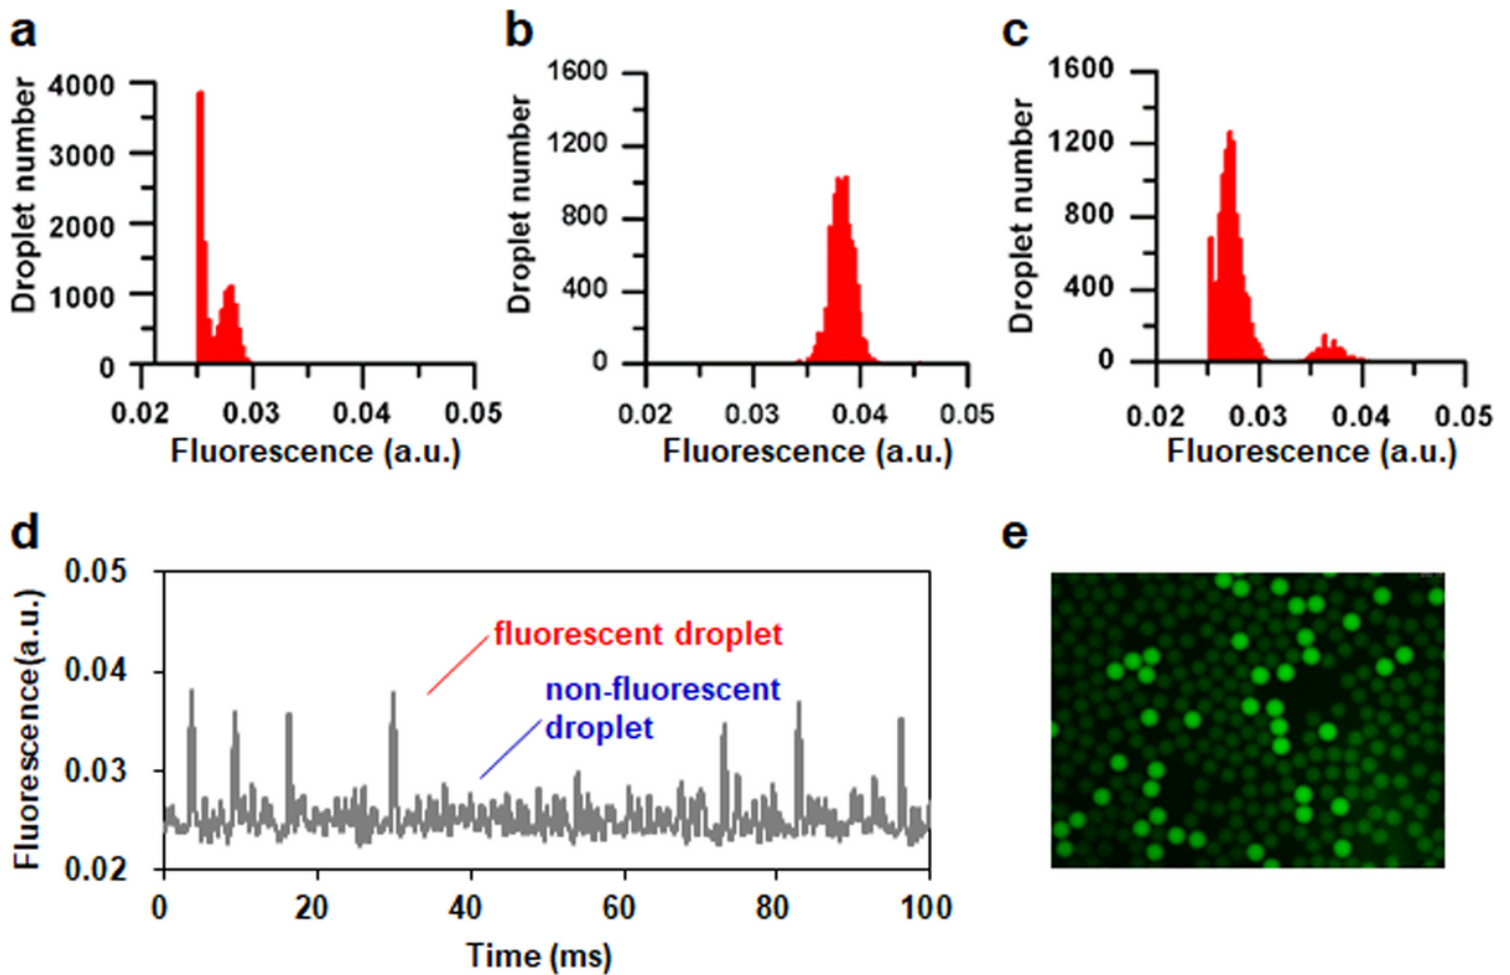 a
Droplet number
4000
3000
2000
1000
0
0.02 0.03 0.04 0.05
Fluorescence (a.u.)
b
Droplet number
1600
1200
800
400
0
0.02 0.03 0.04 0.05
Fluorescence (a.u.)
c
Droplet number
1600
1200
800
400
0
0.02 0.03 0.04 0.05
Fluorescence (a.u.)
d
Fluorescence(a.u.)
0.05
0.04
0.03
0.02
fluorescent droplet
non-fluorescent
droplet
0 20 40 60 80 100
Time (ms)
e